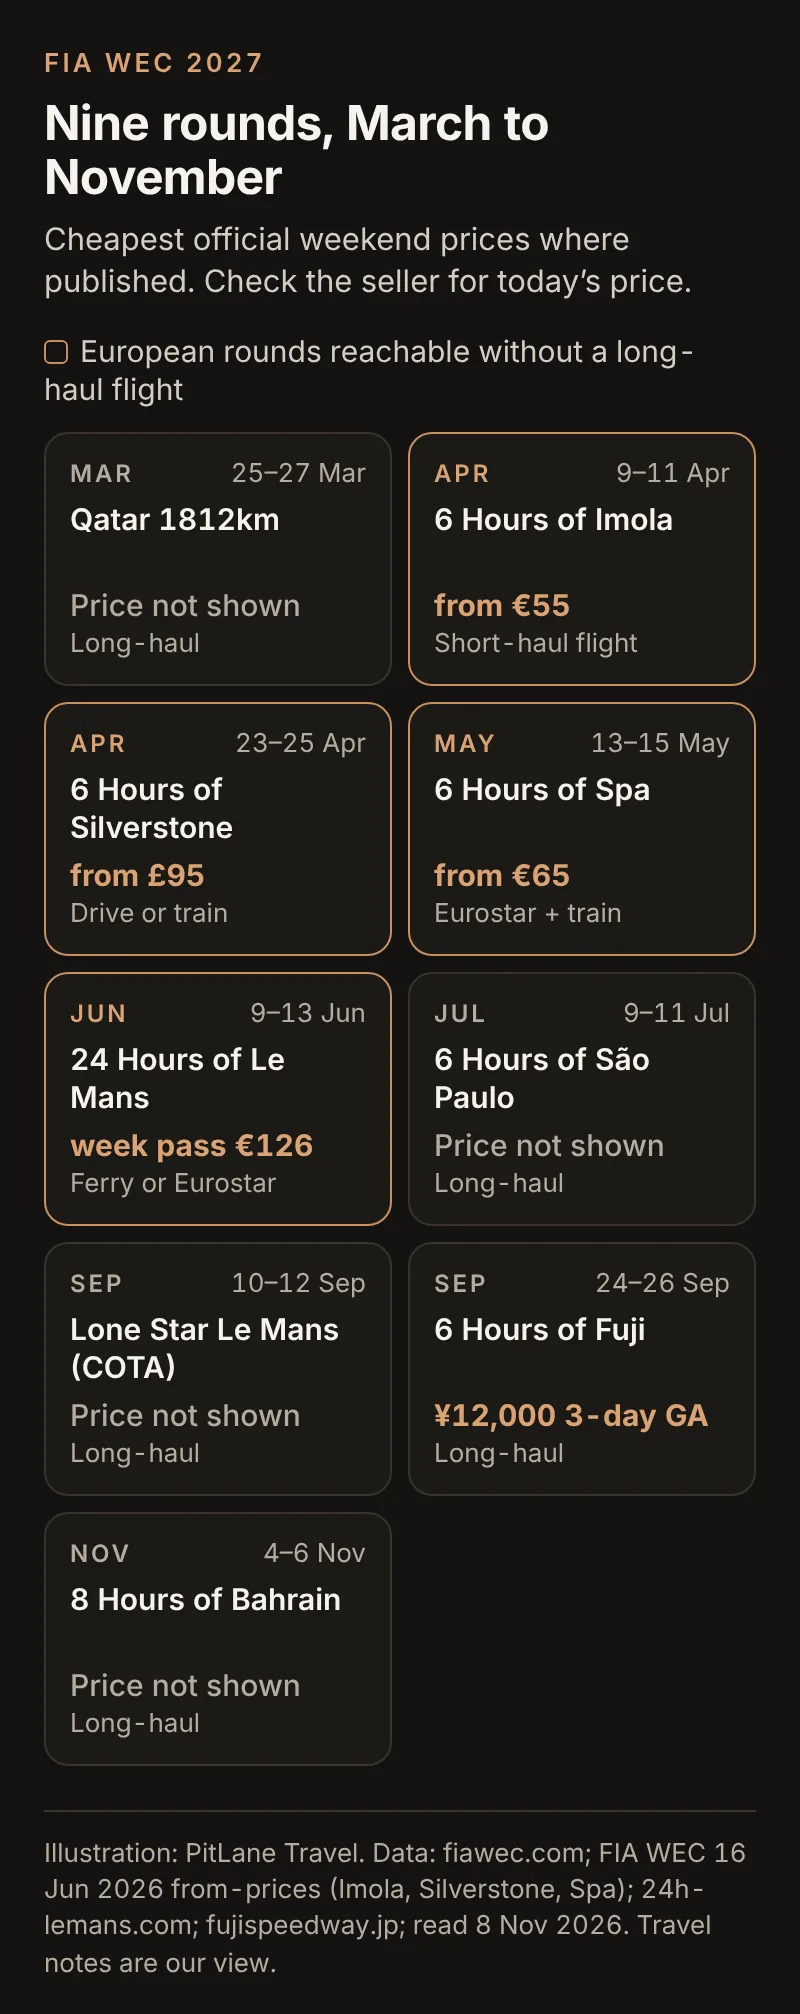 FIA WEC 2027
Nine rounds, March to
November
Cheapest official weekend prices where
published. Check the seller for today’s price.
European rounds reachable without a long-
haul flight
MAR 25–27 Mar
Qatar 1812km
Price not shown
Long-haul
APR 9–11 Apr
6 Hours of Imola
from €55
Short-haul flight
APR 23–25 Apr
6 Hours of
Silverstone
from £95
Drive or train
MAY 13–15 May
6 Hours of Spa
from €65
Eurostar + train
JUN 9–13 Jun
24 Hours of Le
Mans
week pass €126
Ferry or Eurostar
JUL 9–11 Jul
6 Hours of São
Paulo
Price not shown
Long-haul
SEP 10–12 Sep
Lone Star Le Mans
(COTA)
Price not shown
Long-haul
SEP 24–26 Sep
6 Hours of Fuji
¥12,000 3-day GA
Long-haul
NOV 4–6 Nov
8 Hours of Bahrain
Price not shown
Long-haul
Illustration: PitLane Travel. Data: fiawec.com; FIA WEC 16
Jun 2026 from-prices (Imola, Silverstone, Spa); 24h-
lemans.com; fujispeedway.jp; read 8 Nov 2026. Travel
notes are our view.